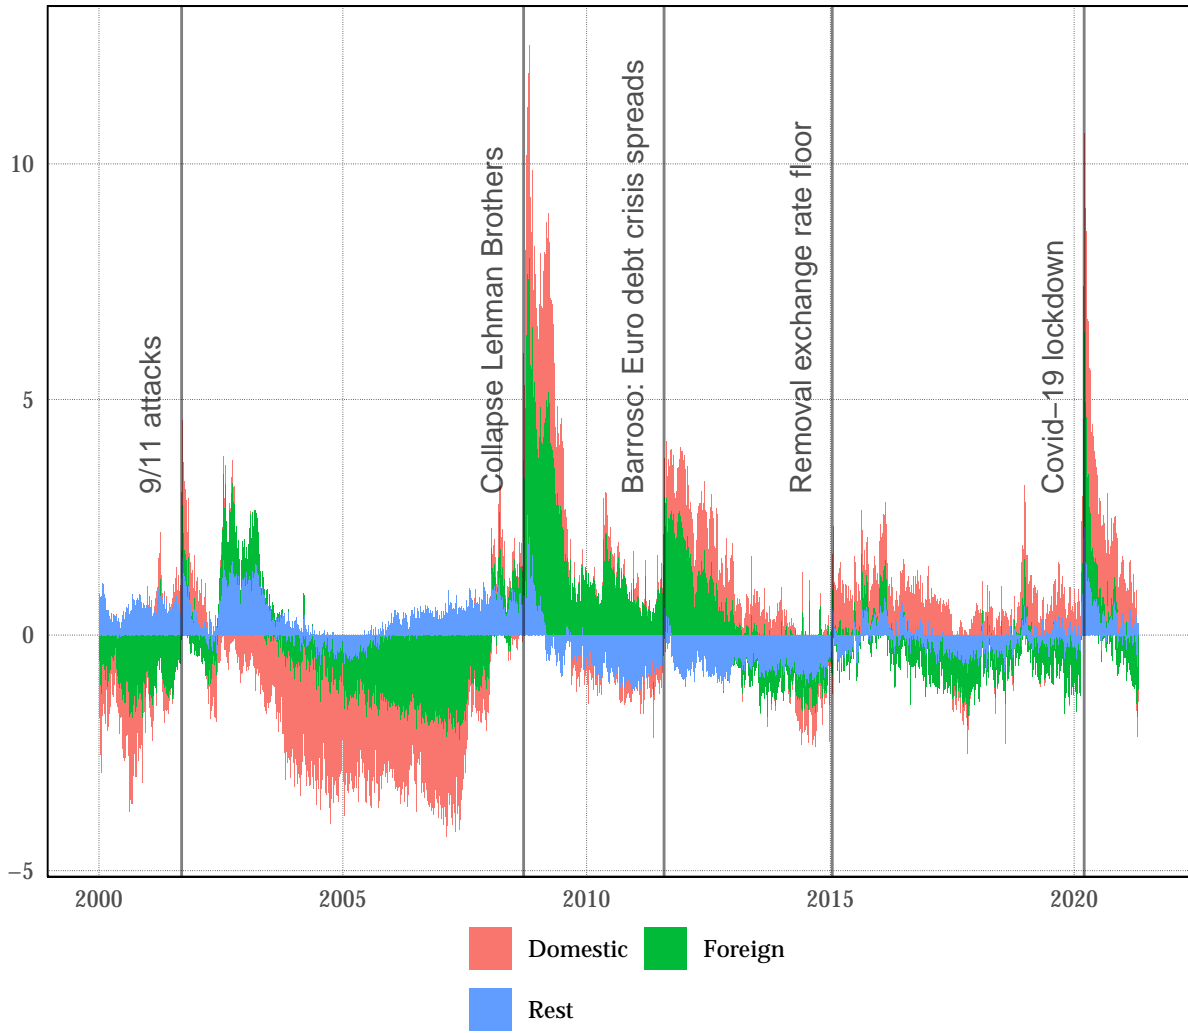 10
5
0
−5
9/11 attacks
Collapse Lehman Brothers
Barroso: Euro debt crisis spreads
Removal exchange rate floor
Covid−19 lockdown
2000 2005 2010 2015 2020
Domestic Foreign
Rest